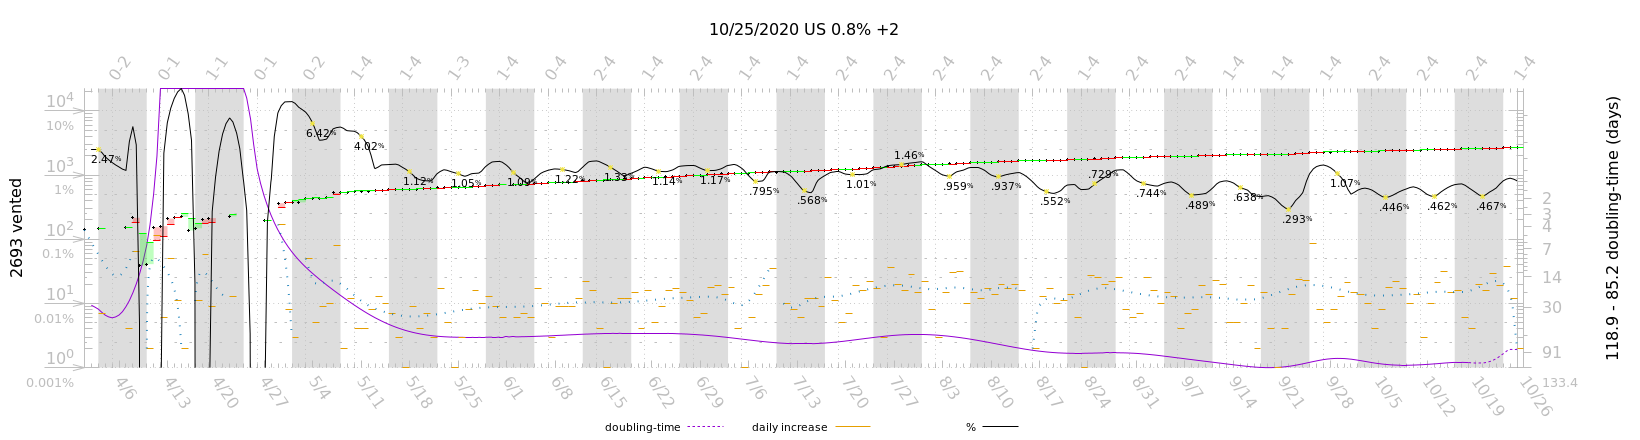 10/25/2020 US 0.8% +2
0-2 0-1 1-1 0-1 0-2 1-4 1-4 1-3 1-4 0-4 2-4 1-4 1-4 1-4 1-4 2-4 2-4 2-4 2-4 1-4 2-4 2-4 2-4 1-4 1-4 2-4 2-4 2-4 1-4
2693 vented
10⁴
10%
10³
1%
10²
0.1%
10¹
0.01%
10⁰
0.001%
2.47% 6.42% 4.02% 1.12% 1.05% 1.09% 1.22% 1.33% 1.14% 1.17% .795% .568% 1.01% 1.46% .959% .937% .552% .729% .744% .489% .638% .293% 1.07% .446% .462% .467%
2
3
4
7
14
30
91
133.4
118.9 - 85.2 doubling-time (days)
4/6 4/13 4/20 4/27 5/4 5/11 5/18 5/25 6/1 6/8 6/15 6/22 6/29 7/6 7/13 7/20 7/27 8/3 8/10 8/17 8/24 8/31 9/7 9/14 9/21 9/28 10/5 10/12 10/19 10/26
doubling-time daily increase %